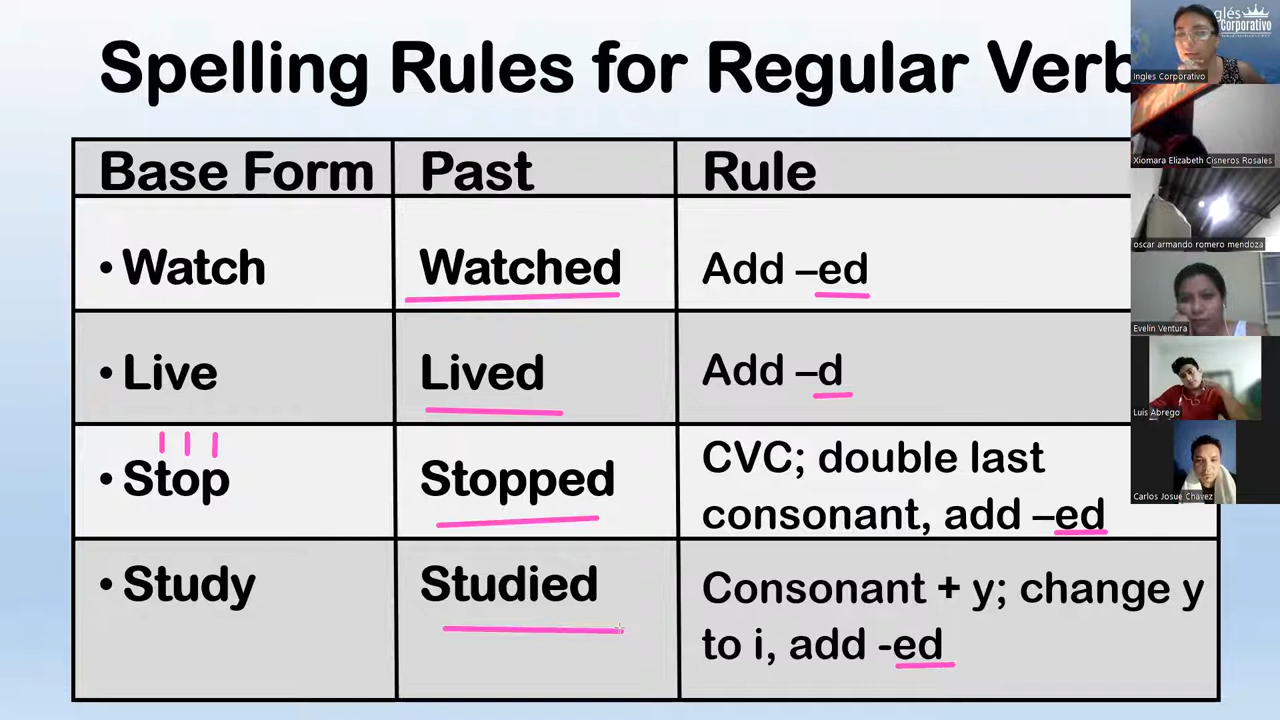 Spelling Rules for Regular Verb
Base Form
Past
Rule
• Watch
Watched
Add –ed
• Live
Lived
Add –d
• Stop
Stopped
CVC; double last
consonant, add –ed
• Study
Studied
Consonant + y; change y
to i, add -ed
glés
Corporativo
Ingles Corporativo
Xiomara Elizabeth Cisneros Rosales
oscar armando romero mendoza
Evelin Ventura
Luis Abrego
Carlos Josue Chavez